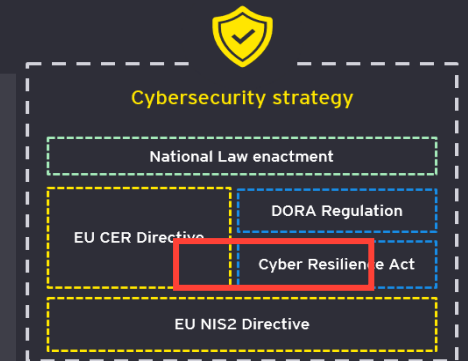 Cybersecurity strategy
National Law enactment
DORA Regulation
EU CER Directive
Cyber Resilience Act
EU NIS2 Directive